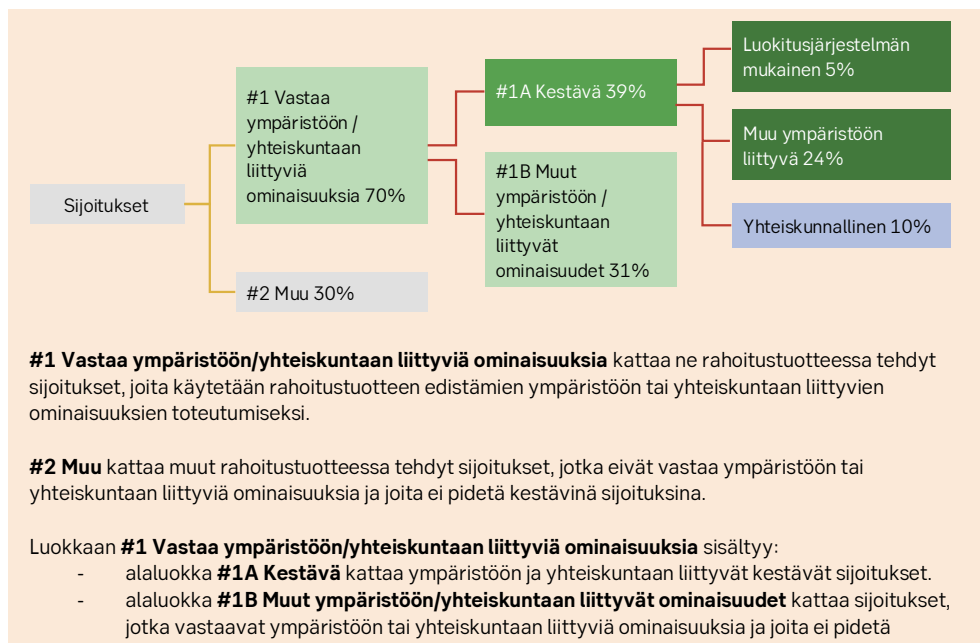 Sijoitukset
#1 Vastaa
ympäristöön /
yhteiskuntaan
liittyviä
ominaisuuksia 70%
#2 Muu 30%
#1A Kestävä 39%
#1B Muut
ympäristöön /
yhteiskuntaan
liittyvät
ominaisuudet 31%
Luokitusjärjestelmän
mukainen 5%
Muu ympäristöön
liittyvä 24%
Yhteiskunnallinen 10%
#1 Vastaa ympäristöön/yhteiskuntaan liittyviä ominaisuuksia kattaa ne rahoitustuotteessa tehdyt
sijoitukset, joita käytetään rahoitustuotteen edistämien ympäristöön tai yhteiskuntaan liittyvien
ominaisuuksien toteutumiseksi.
#2 Muu kattaa muut rahoitustuotteessa tehdyt sijoitukset, jotka eivät vastaa ympäristöön tai
yhteiskuntaan liittyviä ominaisuuksia ja joita ei pidetä kestävinä sijoituksina.
Luokkaan #1 Vastaa ympäristöön/yhteiskuntaan liittyviä ominaisuuksia sisältyy:
- alaluokka #1A Kestävä kattaa ympäristöön ja yhteiskuntaan liittyvät kestävät sijoitukset.
- alaluokka #1B Muut ympäristöön/yhteiskuntaan liittyvät ominaisuudet kattaa sijoitukset,
jotka vastaavat ympäristöön tai yhteiskuntaan liittyviä ominaisuuksia ja joita ei pidetä